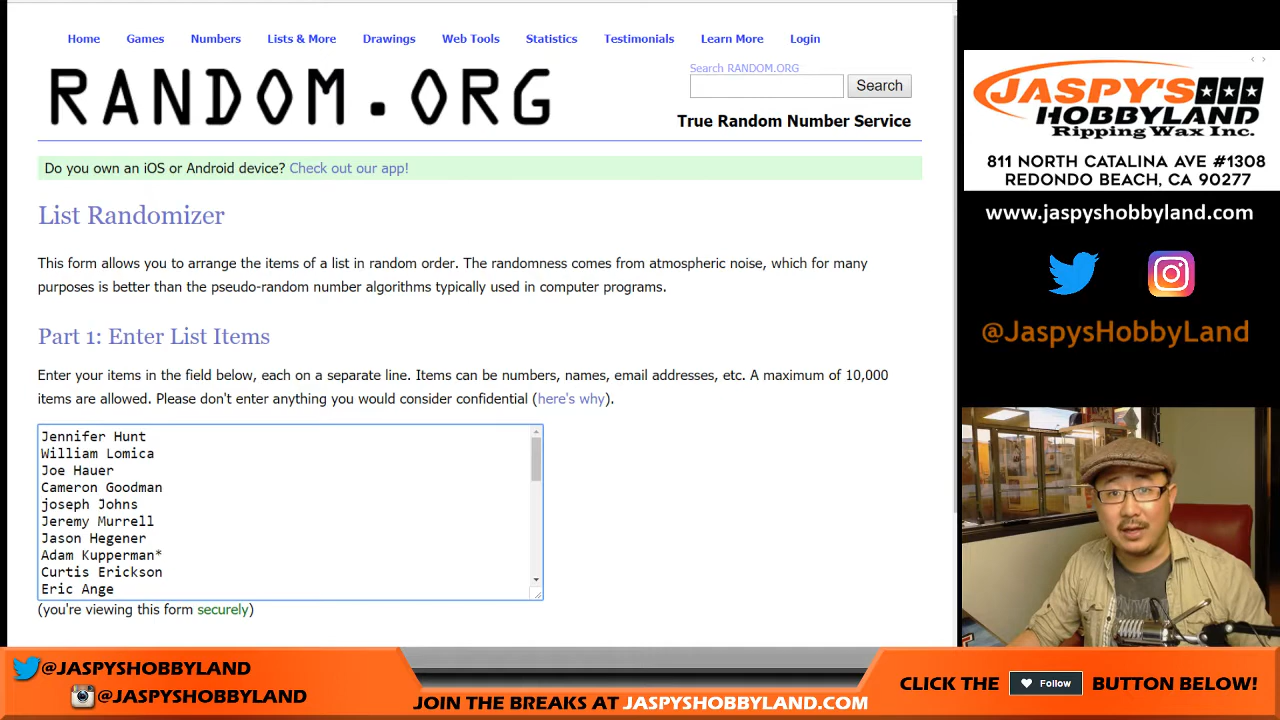 Home Games Numbers Lists & More Drawings Web Tools Statistics Testimonials Learn More Login
RANDOM.ORG
Search RANDOM.ORG
Search
True Random Number Service
Do you own an iOS or Android device? Check out our app!
List Randomizer
This form allows you to arrange the items of a list in random order. The randomness comes from atmospheric noise, which for many
purposes is better than the pseudo-random number algorithms typically used in computer programs.
Part 1: Enter List Items
Enter your items in the field below, each on a separate line. Items can be numbers, names, email addresses, etc. A maximum of 10,000
items are allowed. Please don't enter anything you would consider confidential (here's why).
Jennifer Hunt
William Lomica
Joe Hauer
Cameron Goodman
joseph Johns
Jeremy Murrell
Jason Hegener
Adam Kupperman*
Curtis Erickson
Eric Ange
(you're viewing this form securely)
JASPY'S
HOBBYLAND
Ripping Wax Inc.
811 NORTH CATALINA AVE #1308
REDONDO BEACH, CA 90277
www.jaspyshobbyland.com
@JaspysHobbyLand
@JASPYSHOBBYLAND
@JASPYSHOBBYLAND
JOIN THE BREAKS AT JASPYSHOBBYLAND.COM
CLICK THE Follow BUTTON BELOW!